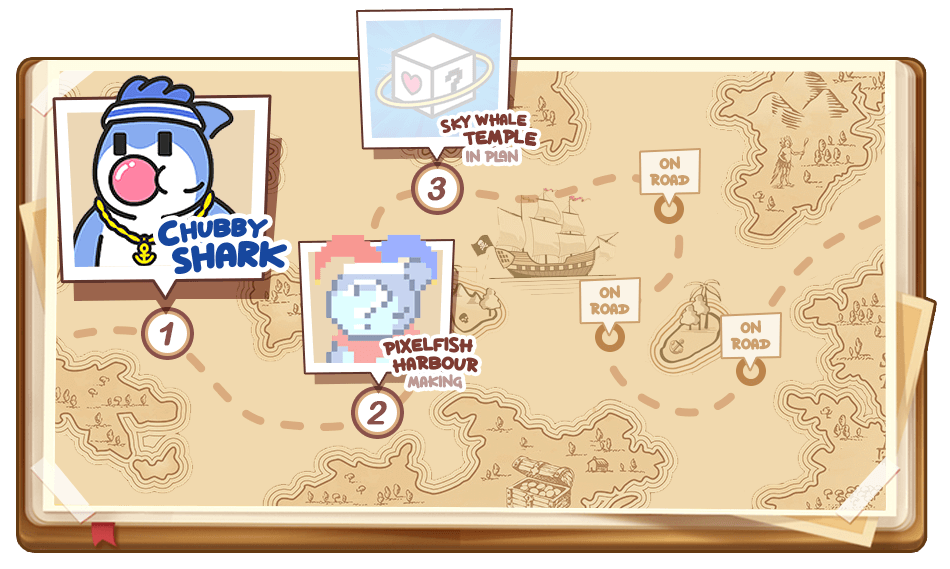 CHUBBY
SHARK
1
PIXELFISH
HARBOUR
MAKING
2
?
SKY WHALE
TEMPLE
IN PLAN
3
ON
ROAD
ON
ROAD
ON
ROAD